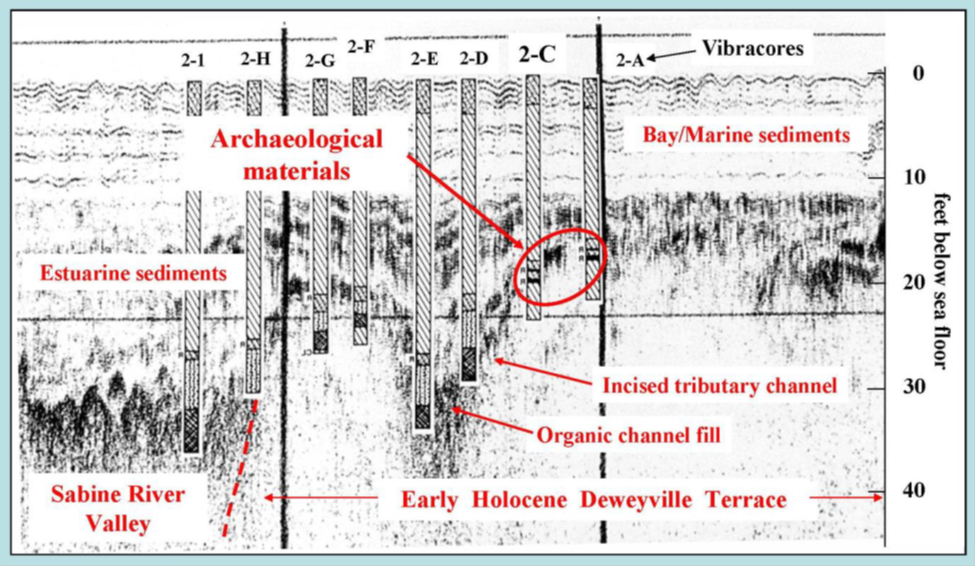 2-1
2-H
2-G
2-F
2-E
2-D
2-C
2-A
Vibracores
0
Archaeological
materials
Bay/Marine sediments
10
Estuarine sediments
20
feet below sea floor
Incised tributary channel
30
Organic channel fill
Sabine River
Valley
Early Holocene Deweyville Terrace
40